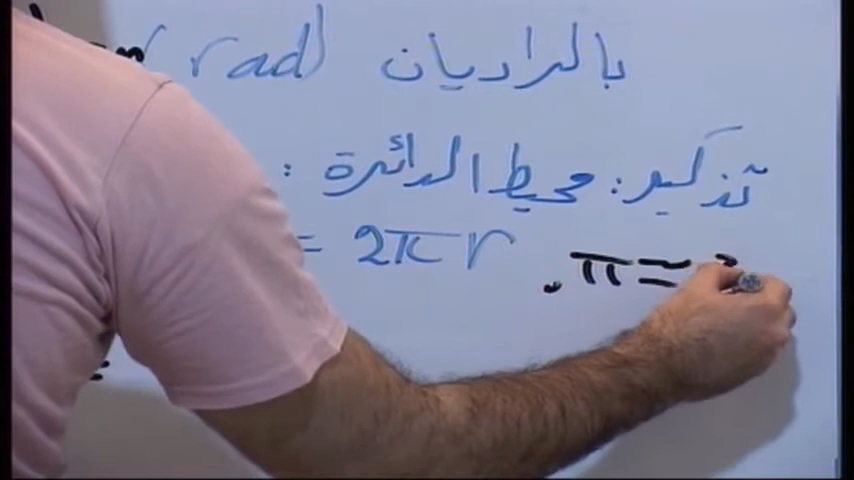 بالراديان rad
تذكير: محيط الدائرة:
= 2πr . π =